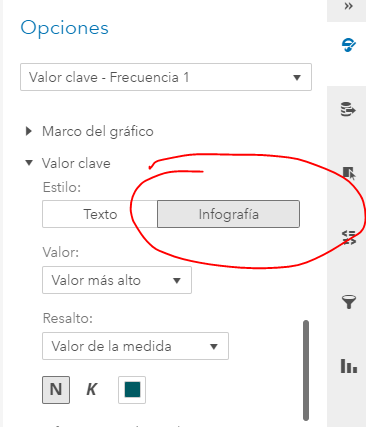 »
Opciones
Valor clave - Frecuencia 1
Marco del gráfico
Valor clave
Estilo:
Texto Infografía
Valor:
Valor más alto
Resalto:
Valor de la medida
N K